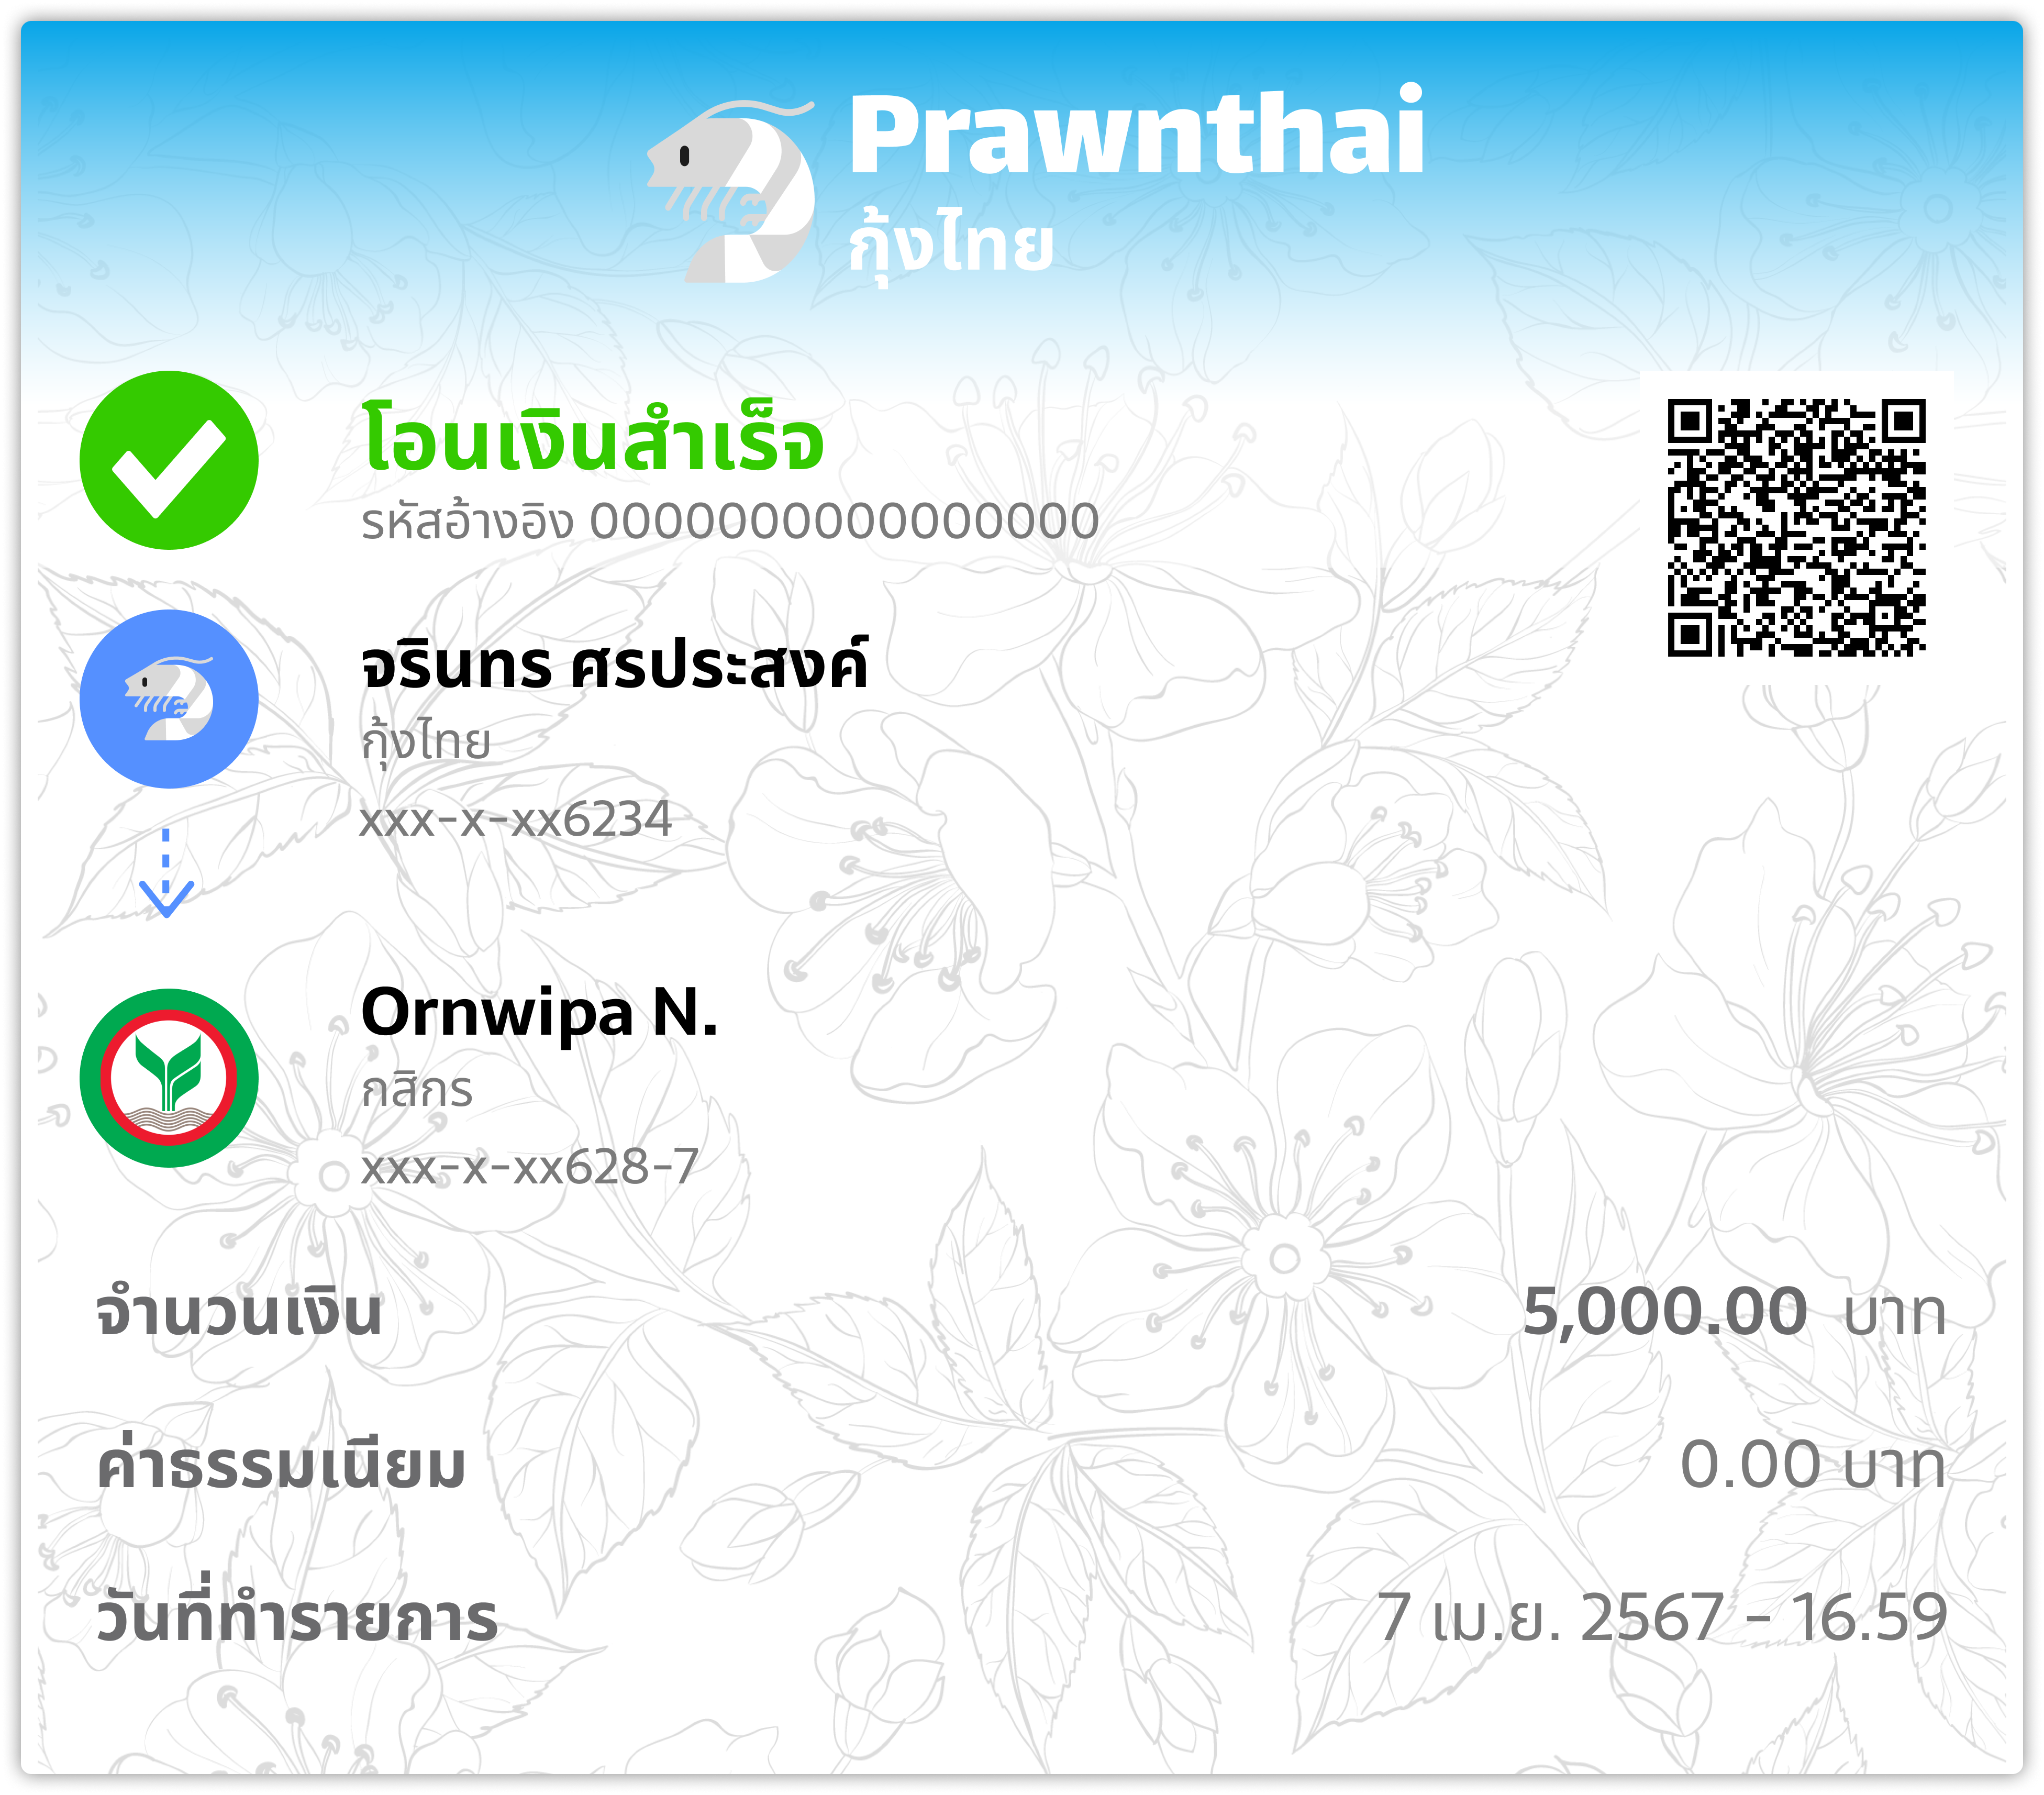 Prawnthai
กุ้งไทย
โอนเงินสำเร็จ
รหัสอ้างอิง 0000000000000000
จรินทร ศรประสงค์
กุ้งไทย
xxx-x-xx6234
Ornwipa N.
กสิกร
xxx-x-xx628-7
จำนวนเงิน 5,000.00 บาท
ค่าธรรมเนียม 0.00 บาท
วันที่ทำรายการ 7 เม.ย. 2567 - 16.59